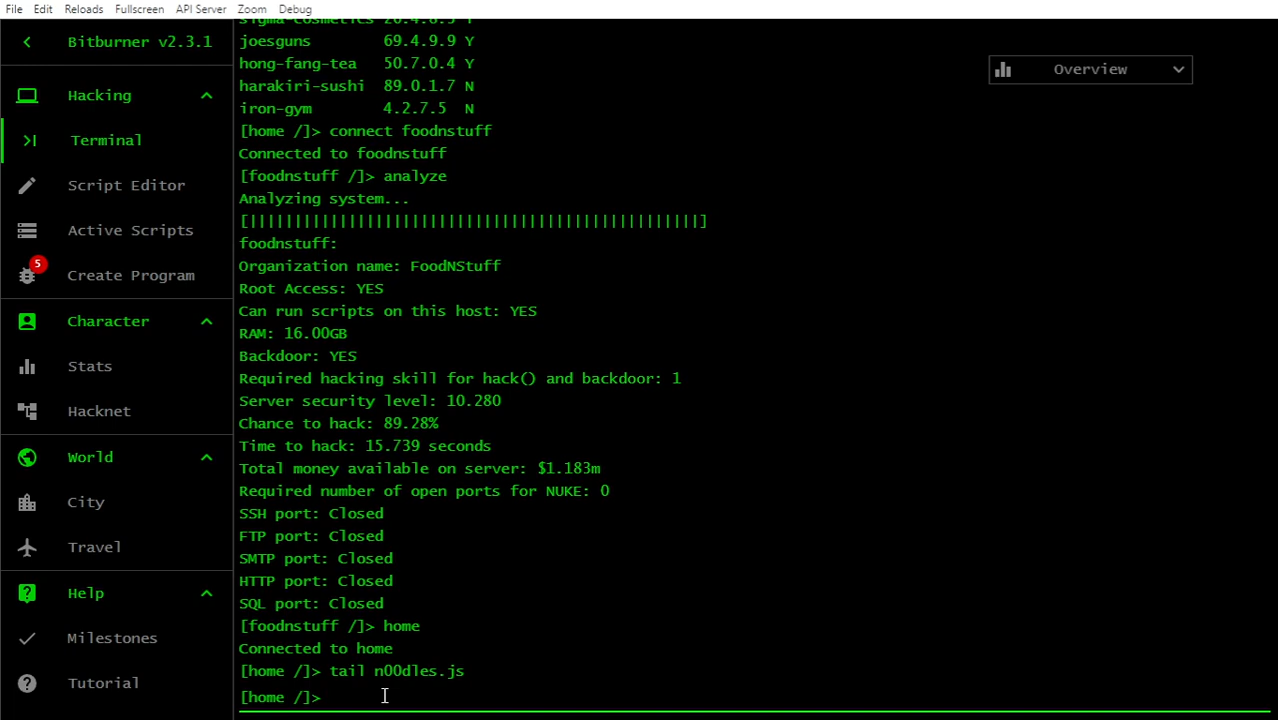 File Edit Reloads Fullscreen API Server Zoom Debug
Bitburner v2.3.1
Hacking
Terminal
Script Editor
Active Scripts
5
Create Program
Character
Stats
Hacknet
World
City
Travel
Help
Milestones
Tutorial
sigma-cosmetics 20.4.8.5 Y
joesguns 69.4.9.9 Y
hong-fang-tea 50.7.0.4 Y
harakiri-sushi 89.0.1.7 N
iron-gym 4.2.7.5 N
[home /]> connect foodnstuff
Connected to foodnstuff
[foodnstuff /]> analyze
Analyzing system...
[||||||||||||||||||||||||||||||||||||||||||||||||||]
foodnstuff:
Organization name: FoodNStuff
Root Access: YES
Can run scripts on this host: YES
RAM: 16.00GB
Backdoor: YES
Required hacking skill for hack() and backdoor: 1
Server security level: 10.280
Chance to hack: 89.28%
Time to hack: 15.739 seconds
Total money available on server: $1.183m
Required number of open ports for NUKE: 0
SSH port: Closed
FTP port: Closed
SMTP port: Closed
HTTP port: Closed
SQL port: Closed
[foodnstuff /]> home
Connected to home
[home /]> tail n00dles.js
[home /]>
Overview